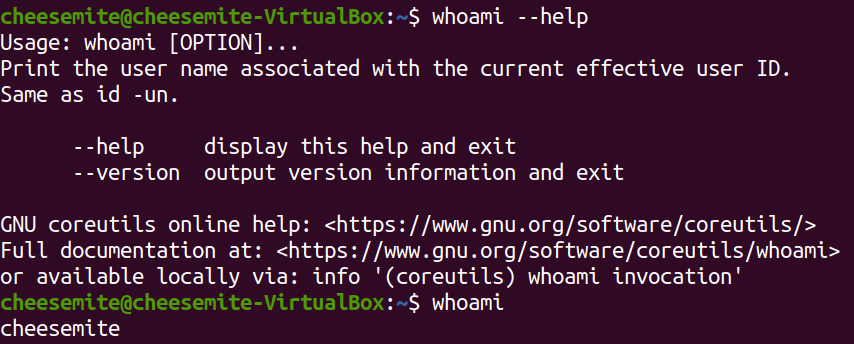 cheesemite@cheesemite-VirtualBox:~$ whoami --help
Usage: whoami [OPTION]...
Print the user name associated with the current effective user ID.
Same as id -un.

      --help     display this help and exit
      --version  output version information and exit

GNU coreutils online help: <https://www.gnu.org/software/coreutils/>
Full documentation at: <https://www.gnu.org/software/coreutils/whoami>
or available locally via: info '(coreutils) whoami invocation'
cheesemite@cheesemite-VirtualBox:~$ whoami
cheesemite